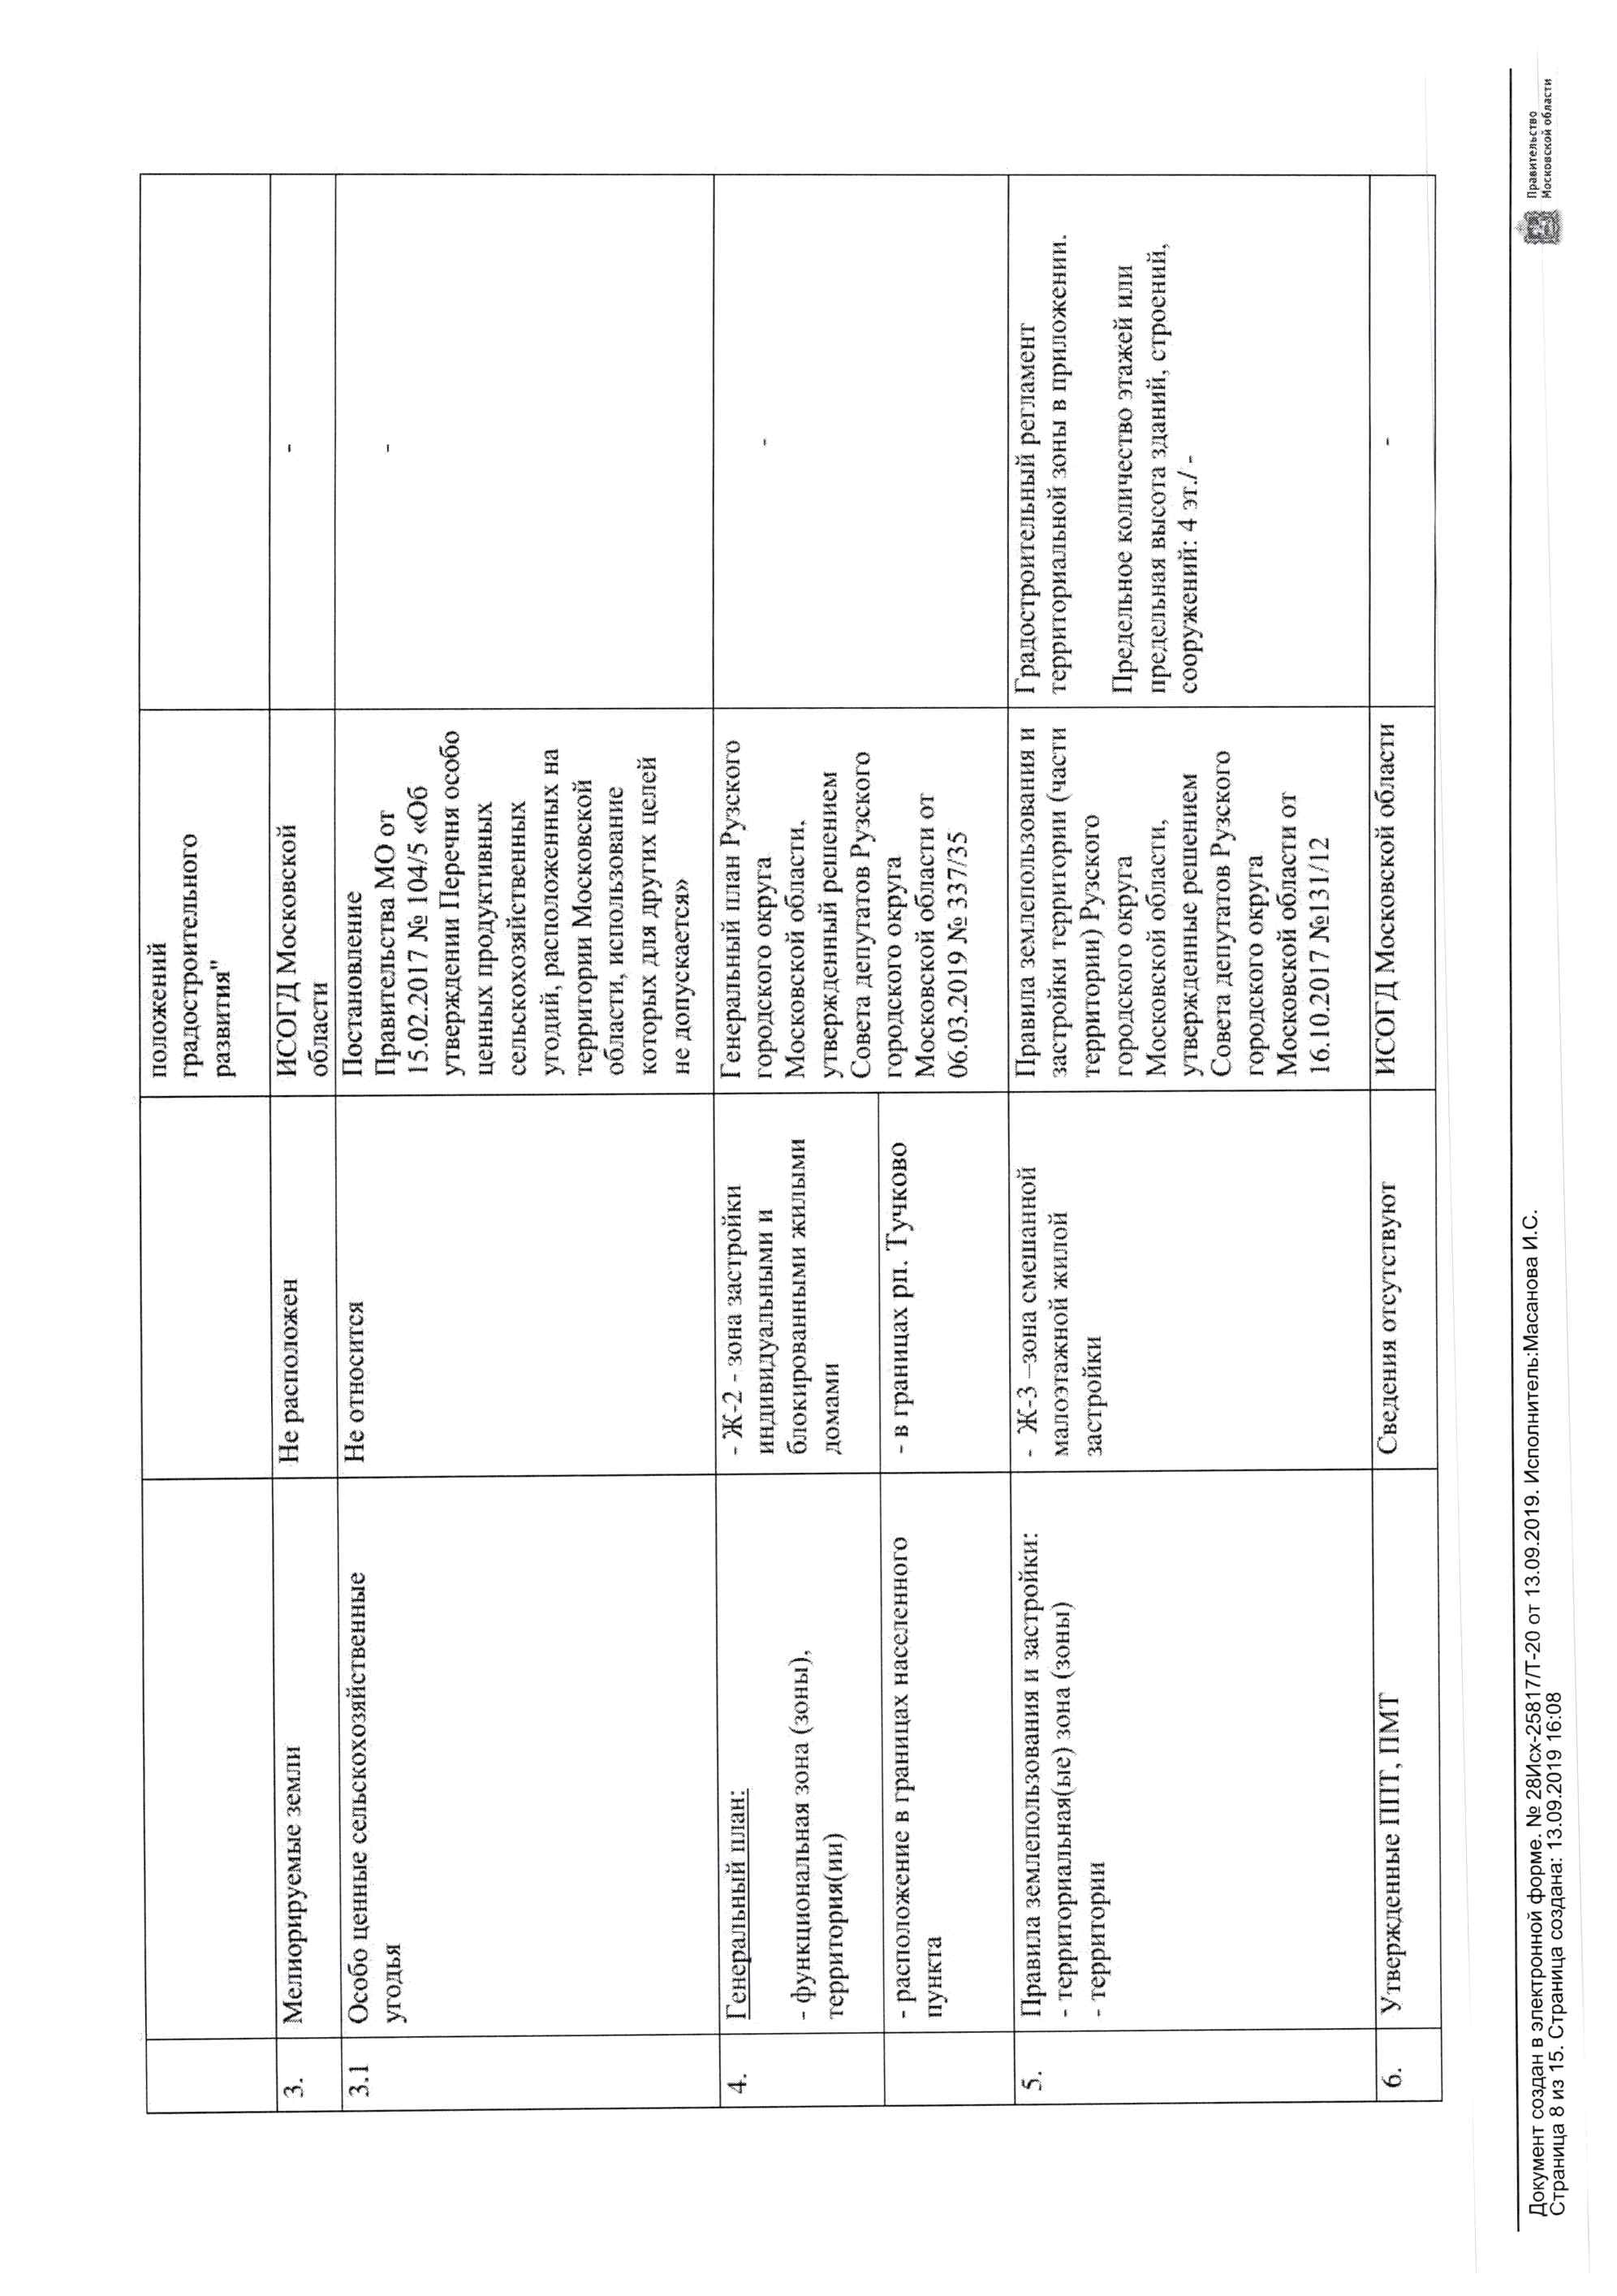 положений
градостроительного
развития"
3.
Мелиорируемые земли
Не расположен
ИСОГД Московской
области
-
3.1
Особо ценные сельскохозяйственные
угодья
Не относится
Постановление
Правительства МО от
15.02.2017 № 104/5 «Об
утверждении Перечня особо
ценных продуктивных
сельскохозяйственных
угодий, расположенных на
территории Московской
области, использование
которых для других целей
не допускается»
-
4.
Генеральный план:
- функциональная зона (зоны),
территория(ии)
- Ж-2 - зона застройки
индивидуальными и
блокированными жилыми
домами
Генеральный план Рузского
городского округа
Московской области,
утвержденный решением
Совета депутатов Рузского
городского округа
Московской области от
06.03.2019 № 337/35
-
- расположение в границах населенного
пункта
- в границах рп. Тучково
5.
Правила землепользования и застройки:
- территориальная(ые) зона (зоны)
- территории
- Ж-3 –зона смешанной
малоэтажной жилой
застройки
Правила землепользования и
застройки территории (части
территории) Рузского
городского округа
Московской области,
утвержденные решением
Совета депутатов Рузского
городского округа
Московской области от
16.10.2017 №131/12
Градостроительный регламент
территориальной зоны в приложении.
Предельное количество этажей или
предельная высота зданий, строений,
сооружений: 4 эт./ -
6.
Утвержденные ППТ, ПМТ
Сведения отсутствуют
ИСОГД Московской области
-
Документ создан в электронной форме. № 28Исх-25817/Т-20 от 13.09.2019. Исполнитель:Масанова И.С.
Страница 8 из 15. Страница создана: 13.09.2019 16:08
Правительство
Московской области